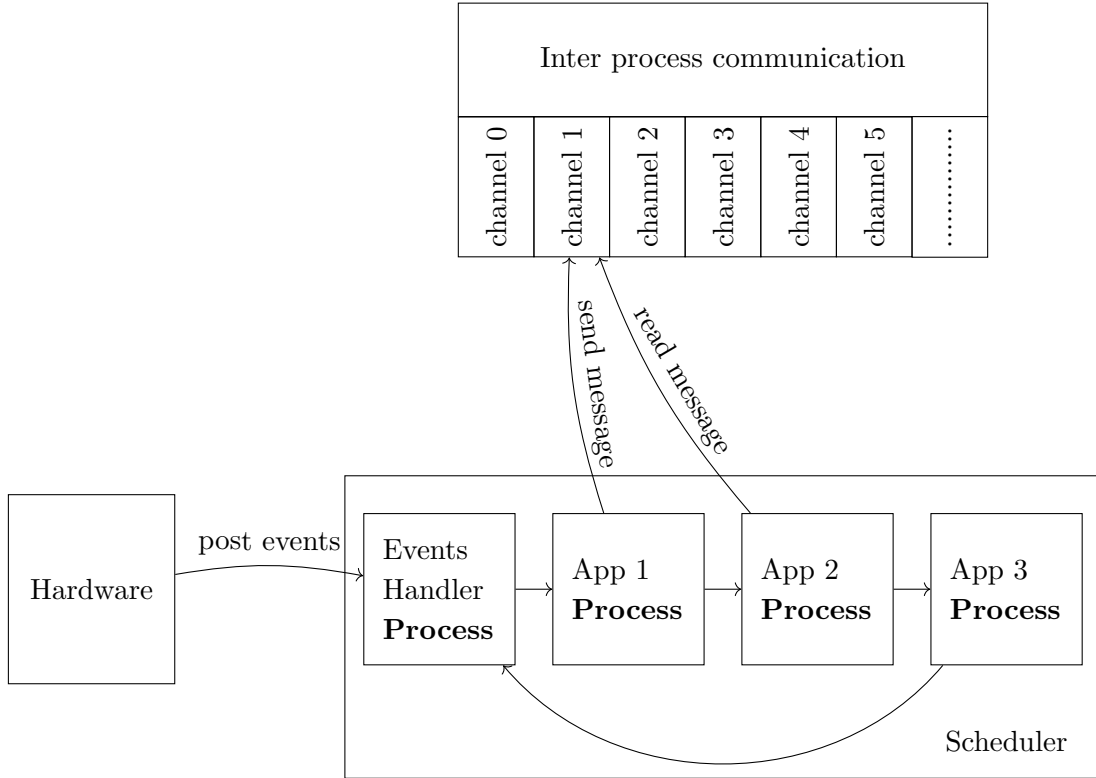 Inter process communication
channel 0
channel 1
channel 2
channel 3
channel 4
channel 5
............
send message
read message
Hardware
post events
Events
Handler
Process
App 1
Process
App 2
Process
App 3
Process
Scheduler